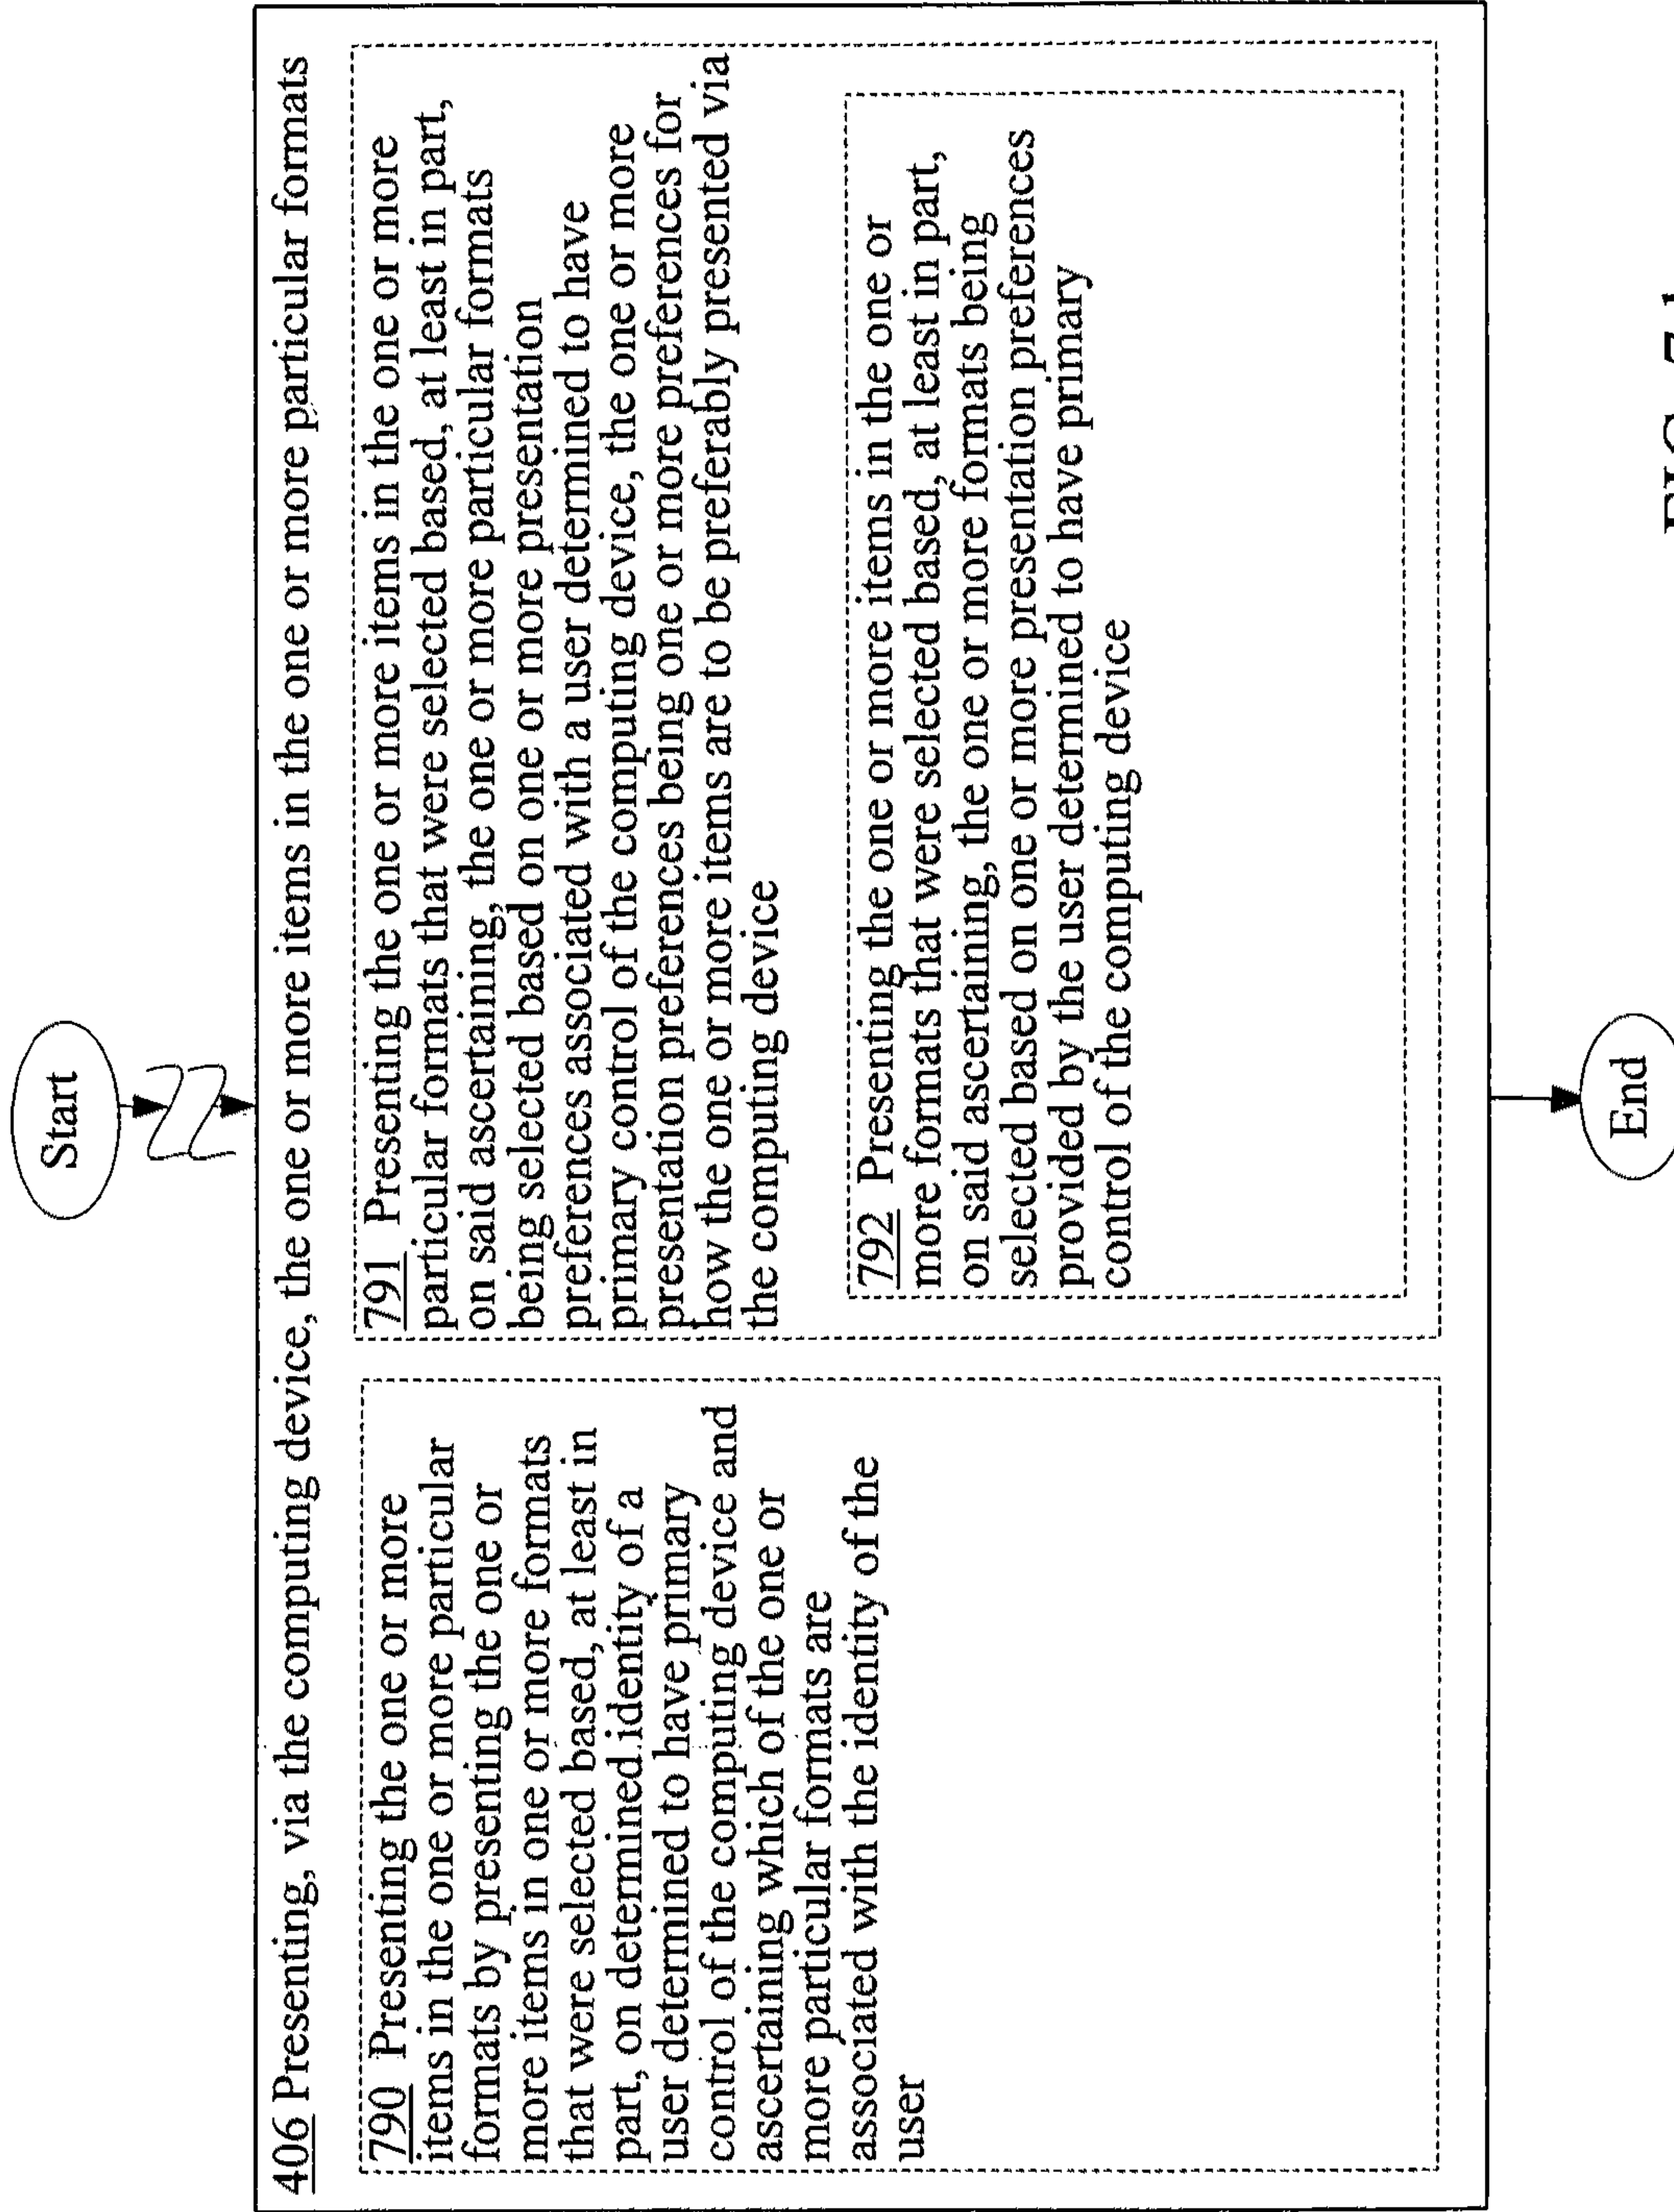 Start
406 Presenting, via the computing device, the one or more items in the one or more particular formats
790 Presenting the one or more
items in the one or more particular
formats by presenting the one or
more items in one or more formats
that were selected based, at least in
part, on determined identity of a
user determined to have primary
control of the computing device and
ascertaining which of the one or
more particular formats are
associated with the identity of the
user
791 Presenting the one or more items in the one or more
particular formats that were selected based, at least in part,
on said ascertaining, the one or more particular formats
being selected based on one or more presentation
preferences associated with a user determined to have
primary control of the computing device, the one or more
presentation preferences being one or more preferences for
how the one or more items are to be preferably presented via
the computing device
792 Presenting the one or more items in the one or
more formats that were selected based, at least in part,
on said ascertaining, the one or more formats being
selected based on one or more presentation preferences
provided by the user determined to have primary
control of the computing device
End